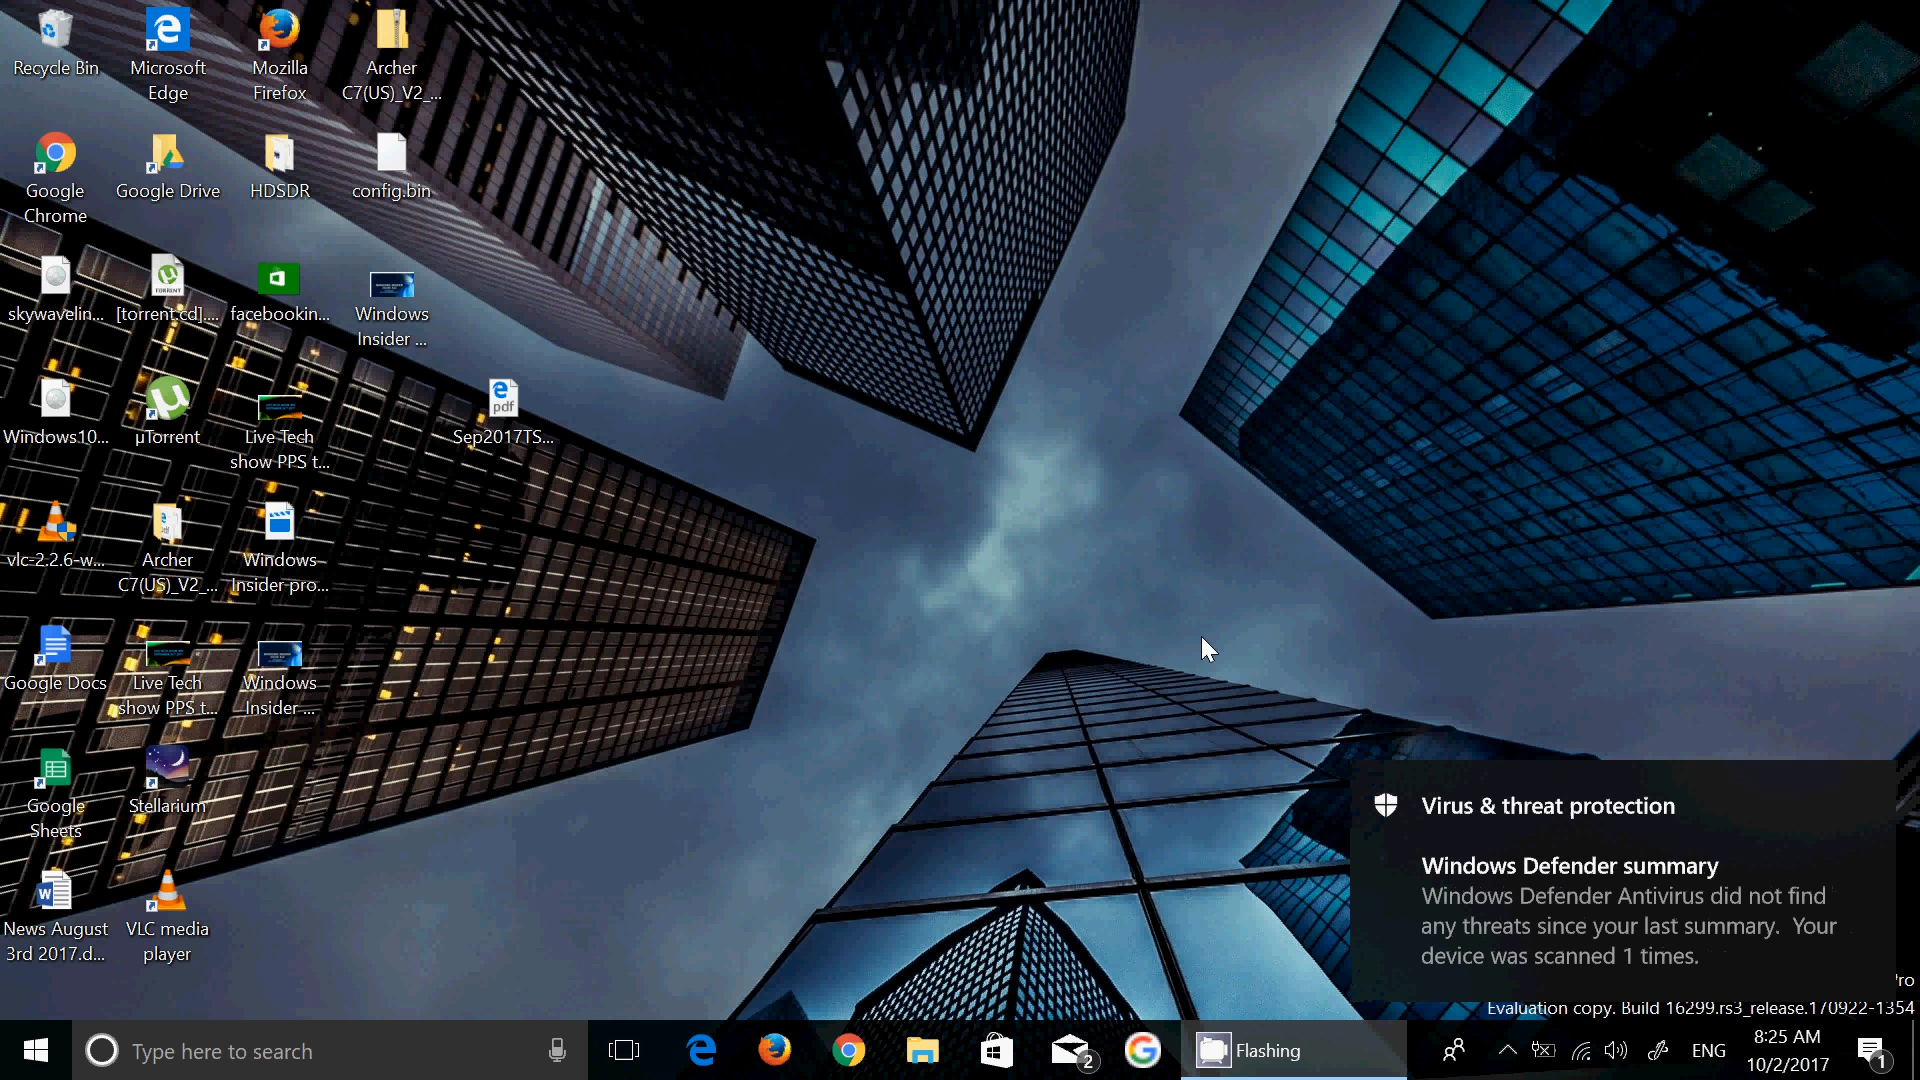 Recycle Bin
Microsoft
Edge
Mozilla
Firefox
Archer
C7(US)_V2_...
Google
Chrome
Google Drive
HDSDR
config.bin
skywavelin...
[torrent.cd]....
facebookin...
Windows
Insider ...
Windows10...
µTorrent
Live Tech
show PPS t...
Sep2017TS...
vlc-2.2.6-w...
Archer
C7(US)_V2_...
Windows
Insider pro...
Google Docs
Live Tech
show PPS t...
Windows
Insider ...
Google
Sheets
Stellarium
News August
3rd 2017.d...
VLC media
player
TORRENT
pdf
Virus & threat protection
Windows Defender summary
Windows Defender Antivirus did not find
any threats since your last summary.  Your
device was scanned 1 times.
Evaluation copy. Build 16299.rs3_release.170922-1354
Type here to search
2
Flashing
ENG
8:25 AM
10/2/2017
1